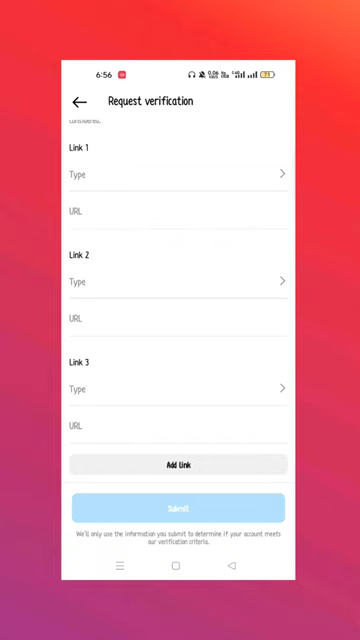 6:56
Request verification
considered.
Link 1
Type
URL
Link 2
Type
URL
Link 3
Type
URL
Add link
Submit
We'll only use the information you submit to determine if your account meets
our verification criteria.